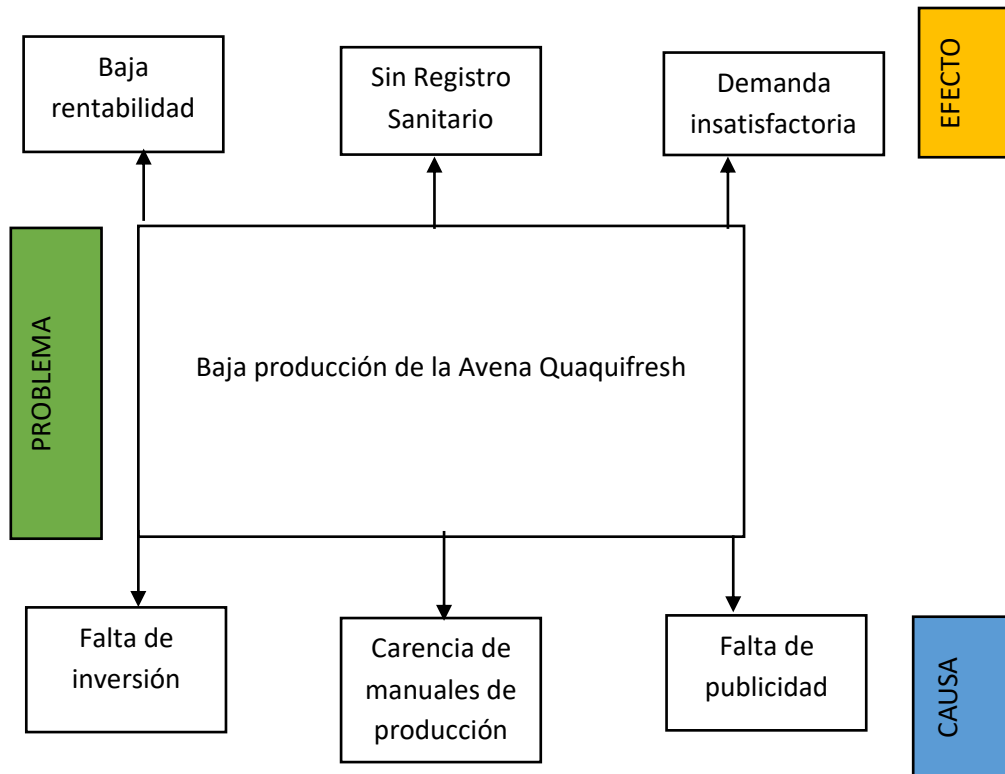 Baja
rentabilidad
Sin Registro
Sanitario
Demanda
insatisfactoria
EFECTO
PROBLEMA
Baja producción de la Avena Quaquifresh
Falta de
inversión
Carencia de
manuales de
producción
Falta de
publicidad
CAUSA